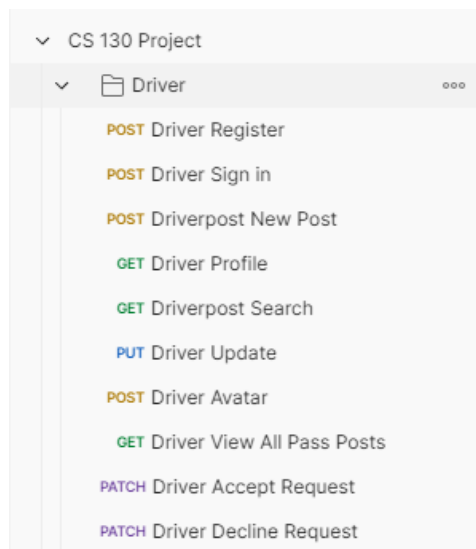 CS 130 Project
Driver
POST Driver Register
POST Driver Sign in
POST Driverpost New Post
GET Driver Profile
GET Driverpost Search
PUT Driver Update
POST Driver Avatar
GET Driver View All Pass Posts
PATCH Driver Accept Request
PATCH Driver Decline Request